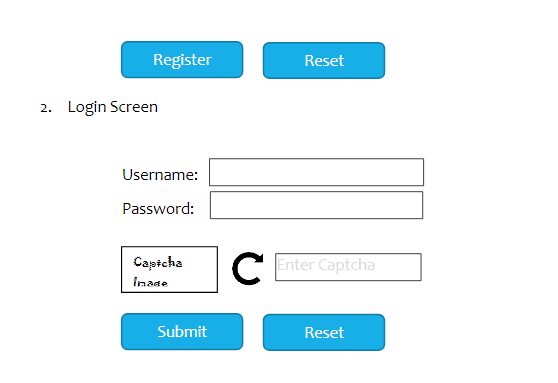 Register Reset
2. Login Screen
Username:
Password:
Captcha
Image
Enter Captcha
Submit Reset